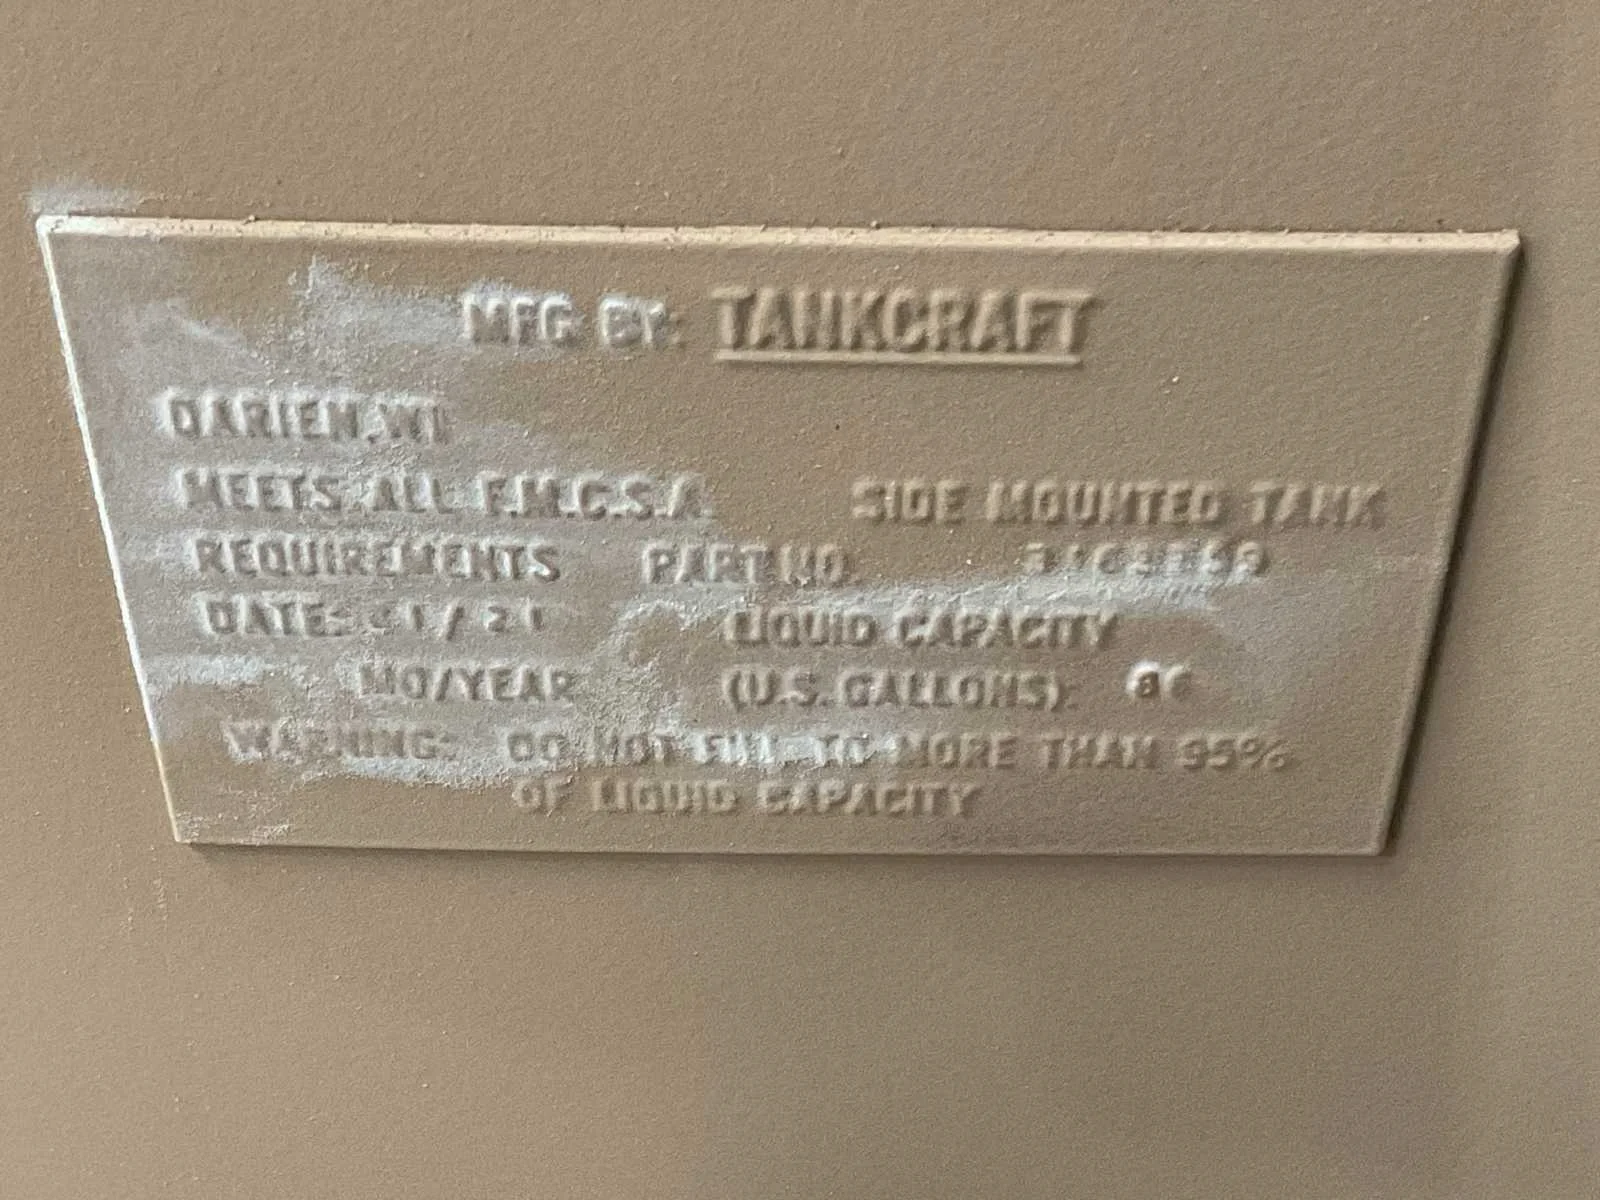 MFG BY: TANKCRAFT
DARIEN, WI
MEETS ALL F.M.C.S.A. SIDE MOUNTED TANK
REQUIREMENTS PART NO.
DATE: LIQUID CAPACITY
MO/YEAR (U.S. GALLONS):
WARNING: DO NOT FILL TO MORE THAN 95%
OF LIQUID CAPACITY